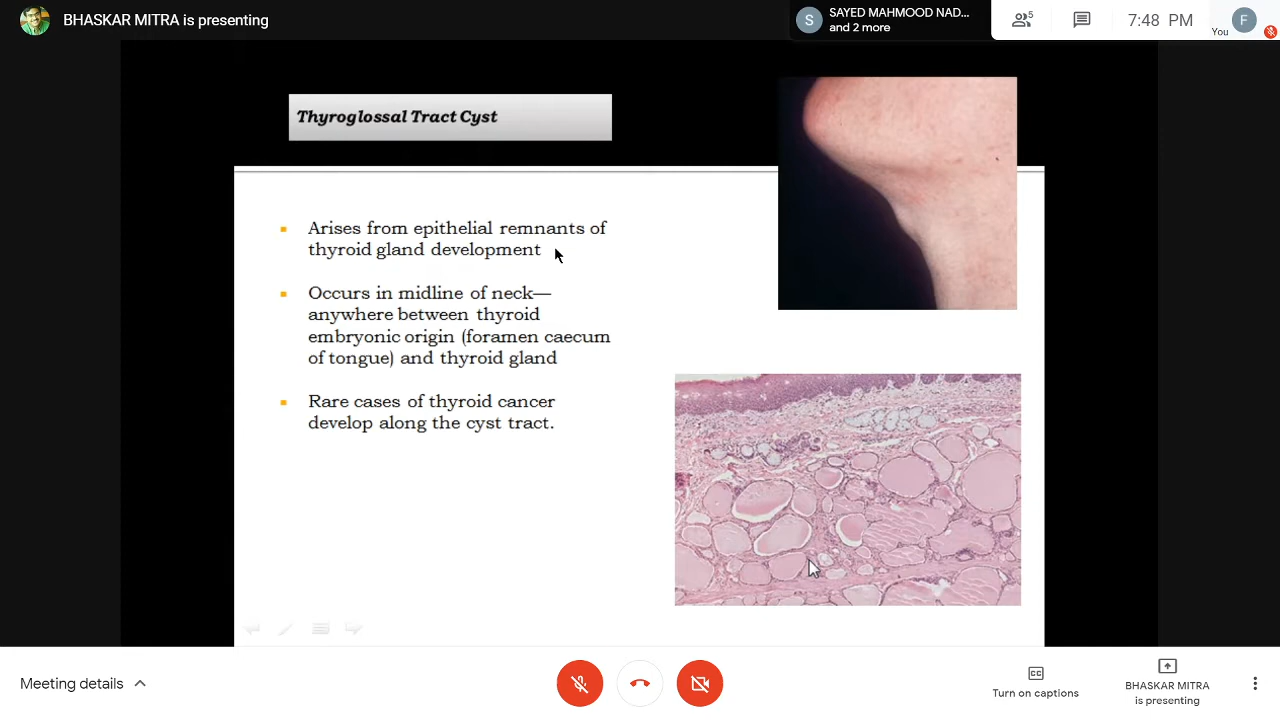 BHASKAR MITRA is presenting
S
SAYED MAHMOOD NAD...
and 2 more
5
7:48 PM
You
F
Thyroglossal Tract Cyst
Arises from epithelial remnants of
thyroid gland development
Occurs in midline of neck—
anywhere between thyroid
embryonic origin (foramen caecum
of tongue) and thyroid gland
Rare cases of thyroid cancer
develop along the cyst tract.
Meeting details
CC
Turn on captions
BHASKAR MITRA
is presenting